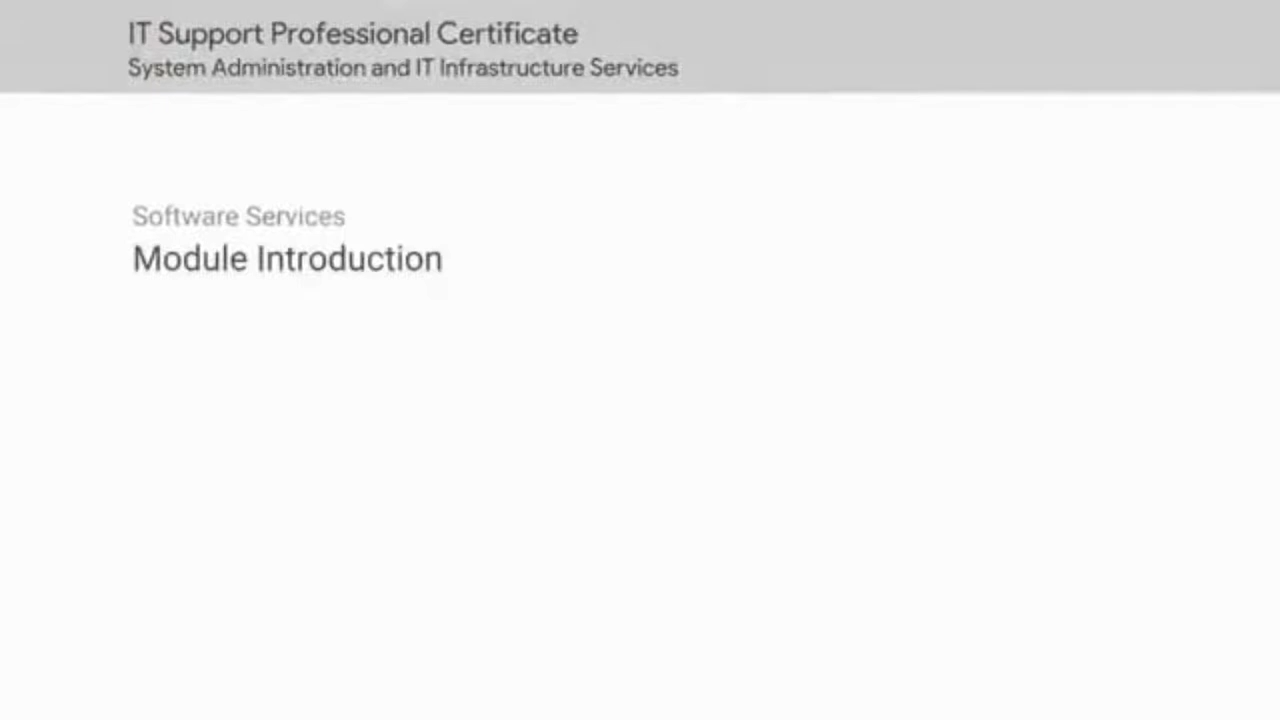 IT Support Professional Certificate
System Administration and IT Infrastructure Services
Software Services
Module Introduction